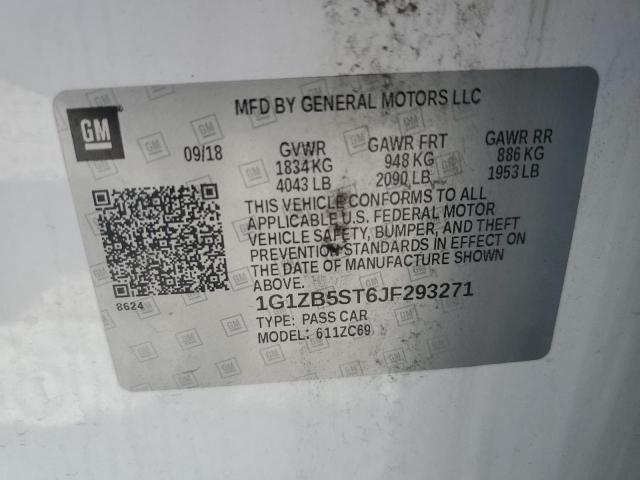 MFD BY GENERAL MOTORS LLC
GM
09/18 GVWR GAWR FRT GAWR RR
1834 KG 948 KG 886 KG
4043 LB 2090 LB 1953 LB
THIS VEHICLE CONFORMS TO ALL
APPLICABLE U.S. FEDERAL MOTOR
VEHICLE SAFETY, BUMPER, AND THEFT
PREVENTION STANDARDS IN EFFECT ON
THE DATE OF MANUFACTURE SHOWN
ABOVE.
8624
1G1ZB5ST6JF293271
TYPE: PASS CAR
MODEL: 611ZC69